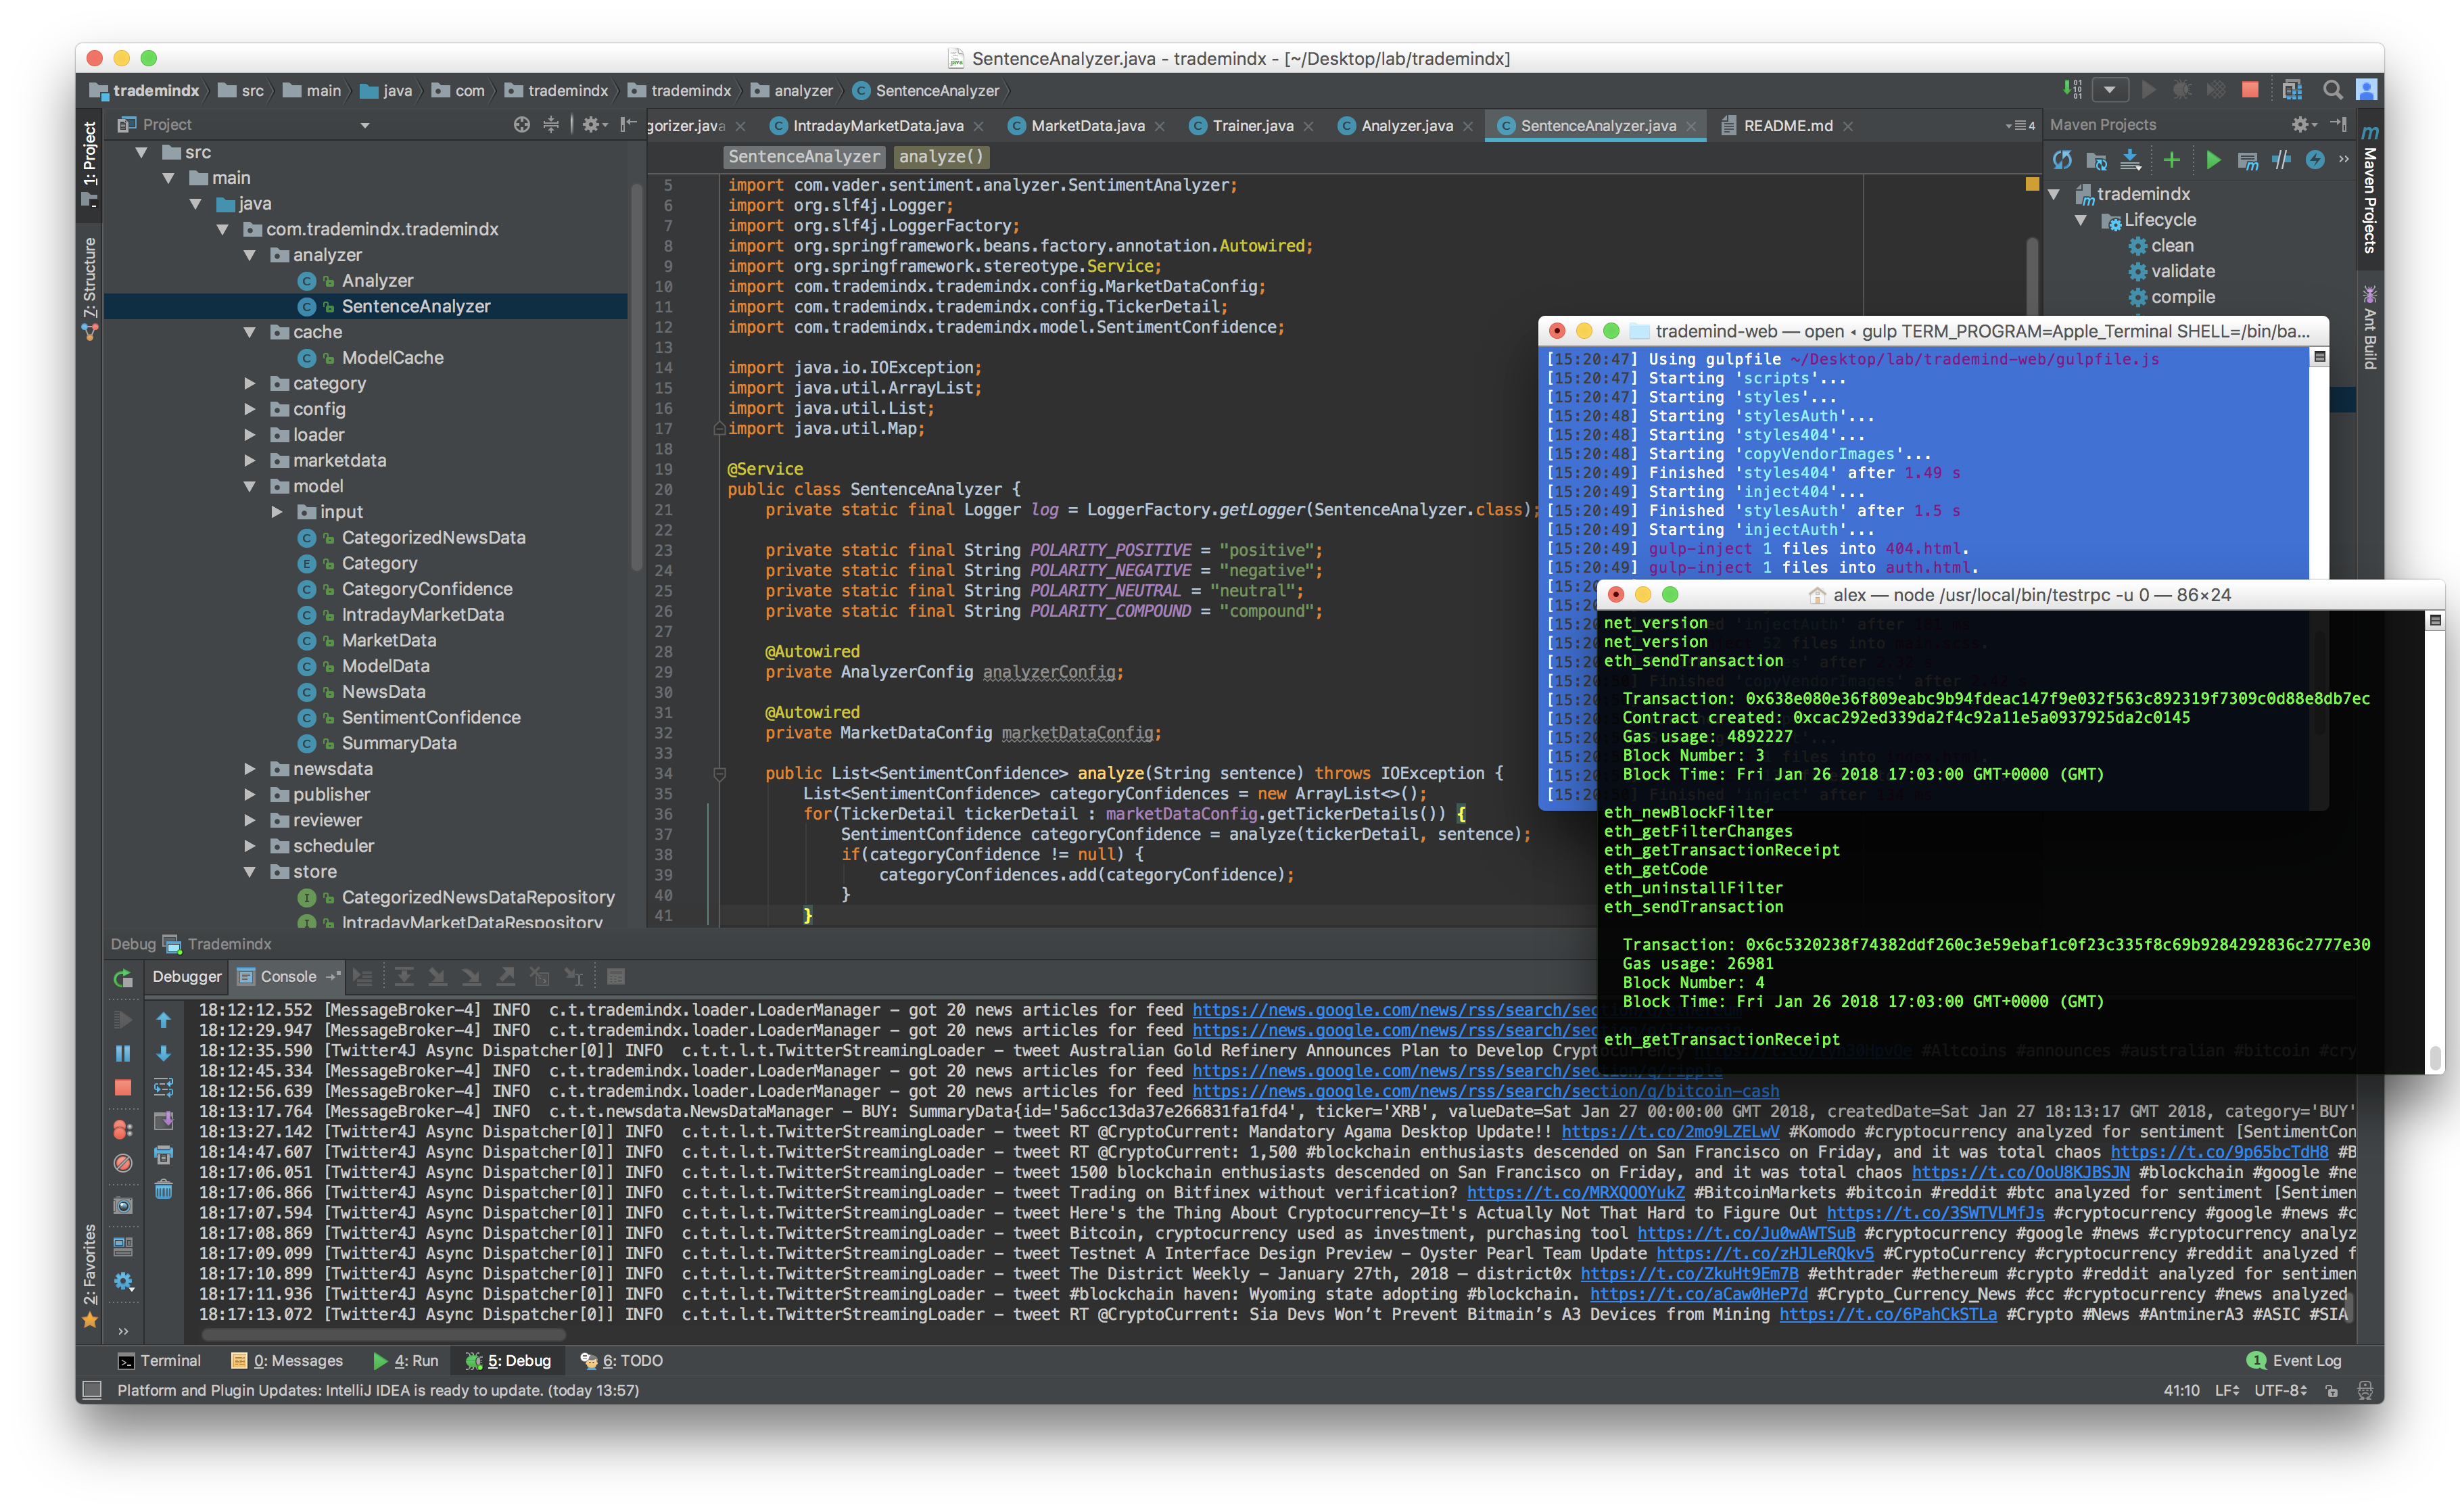 SentenceAnalyzer.java - trademindx - [~/Desktop/lab/trademindx]
trademindx src main java com trademindx trademindx analyzer SentenceAnalyzer
Project
gorizer.java IntradayMarketData.java MarketData.java Trainer.java Analyzer.java SentenceAnalyzer.java README.md 4
Maven Projects
1: Project
Z: Structure
2: Favorites
src
main
java
com.trademindx.trademindx
analyzer
Analyzer
SentenceAnalyzer
cache
ModelCache
category
config
loader
marketdata
model
input
CategorizedNewsData
Category
CategoryConfidence
IntradayMarketData
MarketData
ModelData
NewsData
SentimentConfidence
SummaryData
newsdata
publisher
reviewer
scheduler
store
CategorizedNewsDataRepository
IntradayMarketDataRespository
SentenceAnalyzer analyze()
5 import com.vader.sentiment.analyzer.SentimentAnalyzer;
6 import org.slf4j.Logger;
7 import org.slf4j.LoggerFactory;
8 import org.springframework.beans.factory.annotation.Autowired;
9 import org.springframework.stereotype.Service;
10 import com.trademindx.trademindx.config.MarketDataConfig;
11 import com.trademindx.trademindx.config.TickerDetail;
12 import com.trademindx.trademindx.model.SentimentConfidence;
13
14 import java.io.IOException;
15 import java.util.ArrayList;
16 import java.util.List;
17 import java.util.Map;
18
19 @Service
20 public class SentenceAnalyzer {
21 private static final Logger log = LoggerFactory.getLogger(SentenceAnalyzer.class);
22
23 private static final String POLARITY_POSITIVE = "positive";
24 private static final String POLARITY_NEGATIVE = "negative";
25 private static final String POLARITY_NEUTRAL = "neutral";
26 private static final String POLARITY_COMPOUND = "compound";
27
28 @Autowired
29 private AnalyzerConfig analyzerConfig;
30
31 @Autowired
32 private MarketDataConfig marketDataConfig;
33
34 public List<SentimentConfidence> analyze(String sentence) throws IOException {
35 List<SentimentConfidence> categoryConfidences = new ArrayList<>();
36 for(TickerDetail tickerDetail : marketDataConfig.getTickerDetails()) {
37 SentimentConfidence categoryConfidence = analyze(tickerDetail, sentence);
38 if(categoryConfidence != null) {
39 categoryConfidences.add(categoryConfidence);
40 }
41 }
trademindx
Lifecycle
clean
validate
compile
Maven Projects
Ant Build
trademind-web — open ◂ gulp TERM_PROGRAM=Apple_Terminal SHELL=/bin/ba...
[15:20:47] Using gulpfile ~/Desktop/lab/trademind-web/gulpfile.js
[15:20:47] Starting 'scripts'...
[15:20:47] Starting 'styles'...
[15:20:48] Starting 'stylesAuth'...
[15:20:48] Starting 'styles404'...
[15:20:48] Starting 'copyVendorImages'...
[15:20:49] Finished 'styles404' after 1.49 s
[15:20:49] Starting 'inject404'...
[15:20:49] Finished 'stylesAuth' after 1.5 s
[15:20:49] Starting 'injectAuth'...
[15:20:49] gulp-inject 1 files into 404.html.
[15:20:49] gulp-inject 1 files into auth.html.
alex — node /usr/local/bin/testrpc -u 0 — 86×24
net_version
net_version
eth_sendTransaction
Transaction: 0x638e080e36f809eabc9b94fdeac147f9e032f563c892319f7309c0d88e8db7ec
Contract created: 0xcac292ed339da2f4c92a11e5a0937925da2c0145
Gas usage: 4892227
Block Number: 3
Block Time: Fri Jan 26 2018 17:03:00 GMT+0000 (GMT)
eth_newBlockFilter
eth_getFilterChanges
eth_getTransactionReceipt
eth_getCode
eth_uninstallFilter
eth_sendTransaction
Transaction: 0x6c5320238f74382ddf260c3e59ebaf1c0f23c335f8c69b9284292836c2777e30
Gas usage: 26981
Block Number: 4
Block Time: Fri Jan 26 2018 17:03:00 GMT+0000 (GMT)
eth_getTransactionReceipt
Debug Trademindx
Debugger Console
18:12:12.552 [MessageBroker-4] INFO c.t.trademindx.loader.LoaderManager - got 20 news articles for feed https://news.google.com/news/rss/search/section/q/ethereum
18:12:29.947 [MessageBroker-4] INFO c.t.trademindx.loader.LoaderManager - got 20 news articles for feed https://news.google.com/news/rss/search/sec
18:12:35.590 [Twitter4J Async Dispatcher[0]] INFO c.t.t.l.t.TwitterStreamingLoader - tweet Australian Gold Refinery Announces Plan to Develop Cryptocurrency #Altcoins #announces #australian #bitcoin #cry
18:12:45.334 [MessageBroker-4] INFO c.t.trademindx.loader.LoaderManager - got 20 news articles for feed https://news.google.com/news/rss/search/section/q/ripple
18:12:56.639 [MessageBroker-4] INFO c.t.trademindx.loader.LoaderManager - got 20 news articles for feed https://news.google.com/news/rss/search/section/q/bitcoin-cash
18:13:17.764 [MessageBroker-4] INFO c.t.t.newsdata.NewsDataManager - BUY: SummaryData{id='5a6cc13da37e266831fa1fd4', ticker='XRB', valueDate=Sat Jan 27 00:00:00 GMT 2018, createdDate=Sat Jan 27 18:13:17 GMT 2018, category='BUY'
18:13:27.142 [Twitter4J Async Dispatcher[0]] INFO c.t.t.l.t.TwitterStreamingLoader - tweet RT @CryptoCurrent: Mandatory Agama Desktop Update!! https://t.co/2mo9LZELwV #Komodo #cryptocurrency analyzed for sentiment [SentimentCon
18:14:47.607 [Twitter4J Async Dispatcher[0]] INFO c.t.t.l.t.TwitterStreamingLoader - tweet RT @CryptoCurrent: 1,500 #blockchain enthusiasts descended on San Francisco on Friday, and it was total chaos https://t.co/9p65bcTdH8 #B
18:17:06.051 [Twitter4J Async Dispatcher[0]] INFO c.t.t.l.t.TwitterStreamingLoader - tweet 1500 blockchain enthusiasts descended on San Francisco on Friday, and it was total chaos https://t.co/OoU8KJBSJN #blockchain #google #ne
18:17:06.866 [Twitter4J Async Dispatcher[0]] INFO c.t.t.l.t.TwitterStreamingLoader - tweet Trading on Bitfinex without verification? https://t.co/MRXQOOYukZ #BitcoinMarkets #bitcoin #reddit #btc analyzed for sentiment [Sentimen
18:17:07.594 [Twitter4J Async Dispatcher[0]] INFO c.t.t.l.t.TwitterStreamingLoader - tweet Here's the Thing About Cryptocurrency—It's Actually Not That Hard to Figure Out https://t.co/3SWTVLMfJs #cryptocurrency #google #news #c
18:17:08.869 [Twitter4J Async Dispatcher[0]] INFO c.t.t.l.t.TwitterStreamingLoader - tweet Bitcoin, cryptocurrency used as investment, purchasing tool https://t.co/Ju0wAWTSuB #cryptocurrency #google #news #cryptocurrency analyz
18:17:09.099 [Twitter4J Async Dispatcher[0]] INFO c.t.t.l.t.TwitterStreamingLoader - tweet Testnet A Interface Design Preview - Oyster Pearl Team Update https://t.co/zHJLeRQkv5 #CryptoCurrency #cryptocurrency #reddit analyzed f
18:17:10.899 [Twitter4J Async Dispatcher[0]] INFO c.t.t.l.t.TwitterStreamingLoader - tweet The District Weekly - January 27th, 2018 — district0x https://t.co/ZkuHt9Em7B #ethtrader #ethereum #crypto #reddit analyzed for sentimen
18:17:11.936 [Twitter4J Async Dispatcher[0]] INFO c.t.t.l.t.TwitterStreamingLoader - tweet #blockchain haven: Wyoming state adopting #blockchain. https://t.co/aCaw0HeP7d #Crypto_Currency_News #cc #cryptocurrency #news analyzed
18:17:13.072 [Twitter4J Async Dispatcher[0]] INFO c.t.t.l.t.TwitterStreamingLoader - tweet RT @CryptoCurrent: Sia Devs Won’t Prevent Bitmain’s A3 Devices from Mining https://t.co/6PahCkSTLa #Crypto #News #AntminerA3 #ASIC #SIA
Terminal 0: Messages 4: Run 5: Debug 6: TODO 1 Event Log
Platform and Plugin Updates: IntelliJ IDEA is ready to update. (today 13:57) 41:10 LF UTF-8